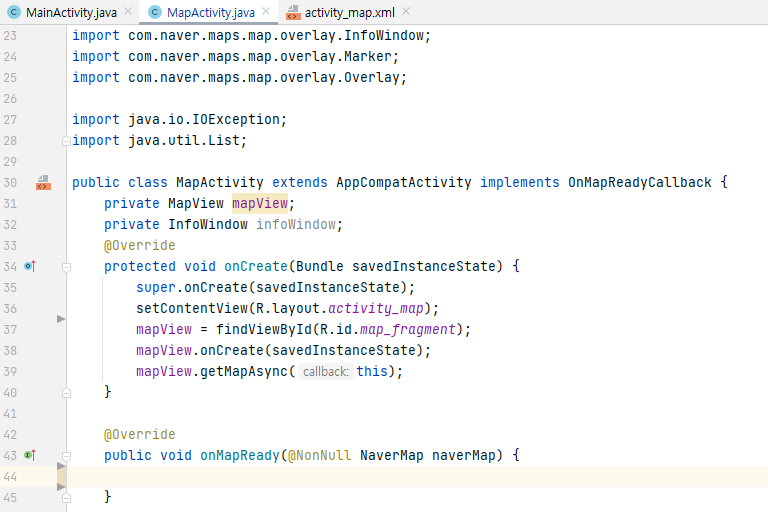 MainActivity.java × MapActivity.java × activity_map.xml ×
23 import com.naver.maps.map.overlay.InfoWindow;
24 import com.naver.maps.map.overlay.Marker;
25 import com.naver.maps.map.overlay.Overlay;
26
27 import java.io.IOException;
28 import java.util.List;
29
30 public class MapActivity extends AppCompatActivity implements OnMapReadyCallback {
31 private MapView mapView;
32 private InfoWindow infoWindow;
33 @Override
34 protected void onCreate(Bundle savedInstanceState) {
35 super.onCreate(savedInstanceState);
36 setContentView(R.layout.activity_map);
37 mapView = findViewById(R.id.map_fragment);
38 mapView.onCreate(savedInstanceState);
39 mapView.getMapAsync( callback: this);
40 }
41
42 @Override
43 public void onMapReady(@NonNull NaverMap naverMap) {
44
45 }